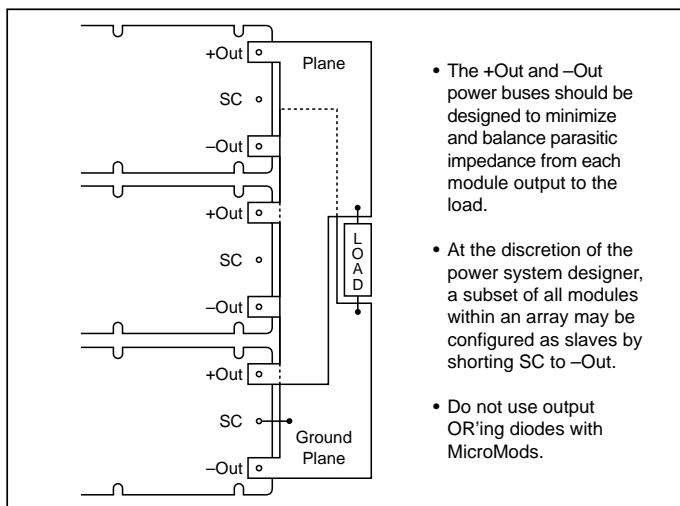 +Out
Plane
SC
–Out
+Out
SC
–Out
LOAD
+Out
SC
Ground
Plane
–Out
• The +Out and –Out
power buses should be
designed to minimize
and balance parasitic
impedance from each
module output to the
load.
• At the discretion of the
power system designer,
a subset of all modules
within an array may be
configured as slaves by
shorting SC to –Out.
• Do not use output
OR'ing diodes with
MicroMods.